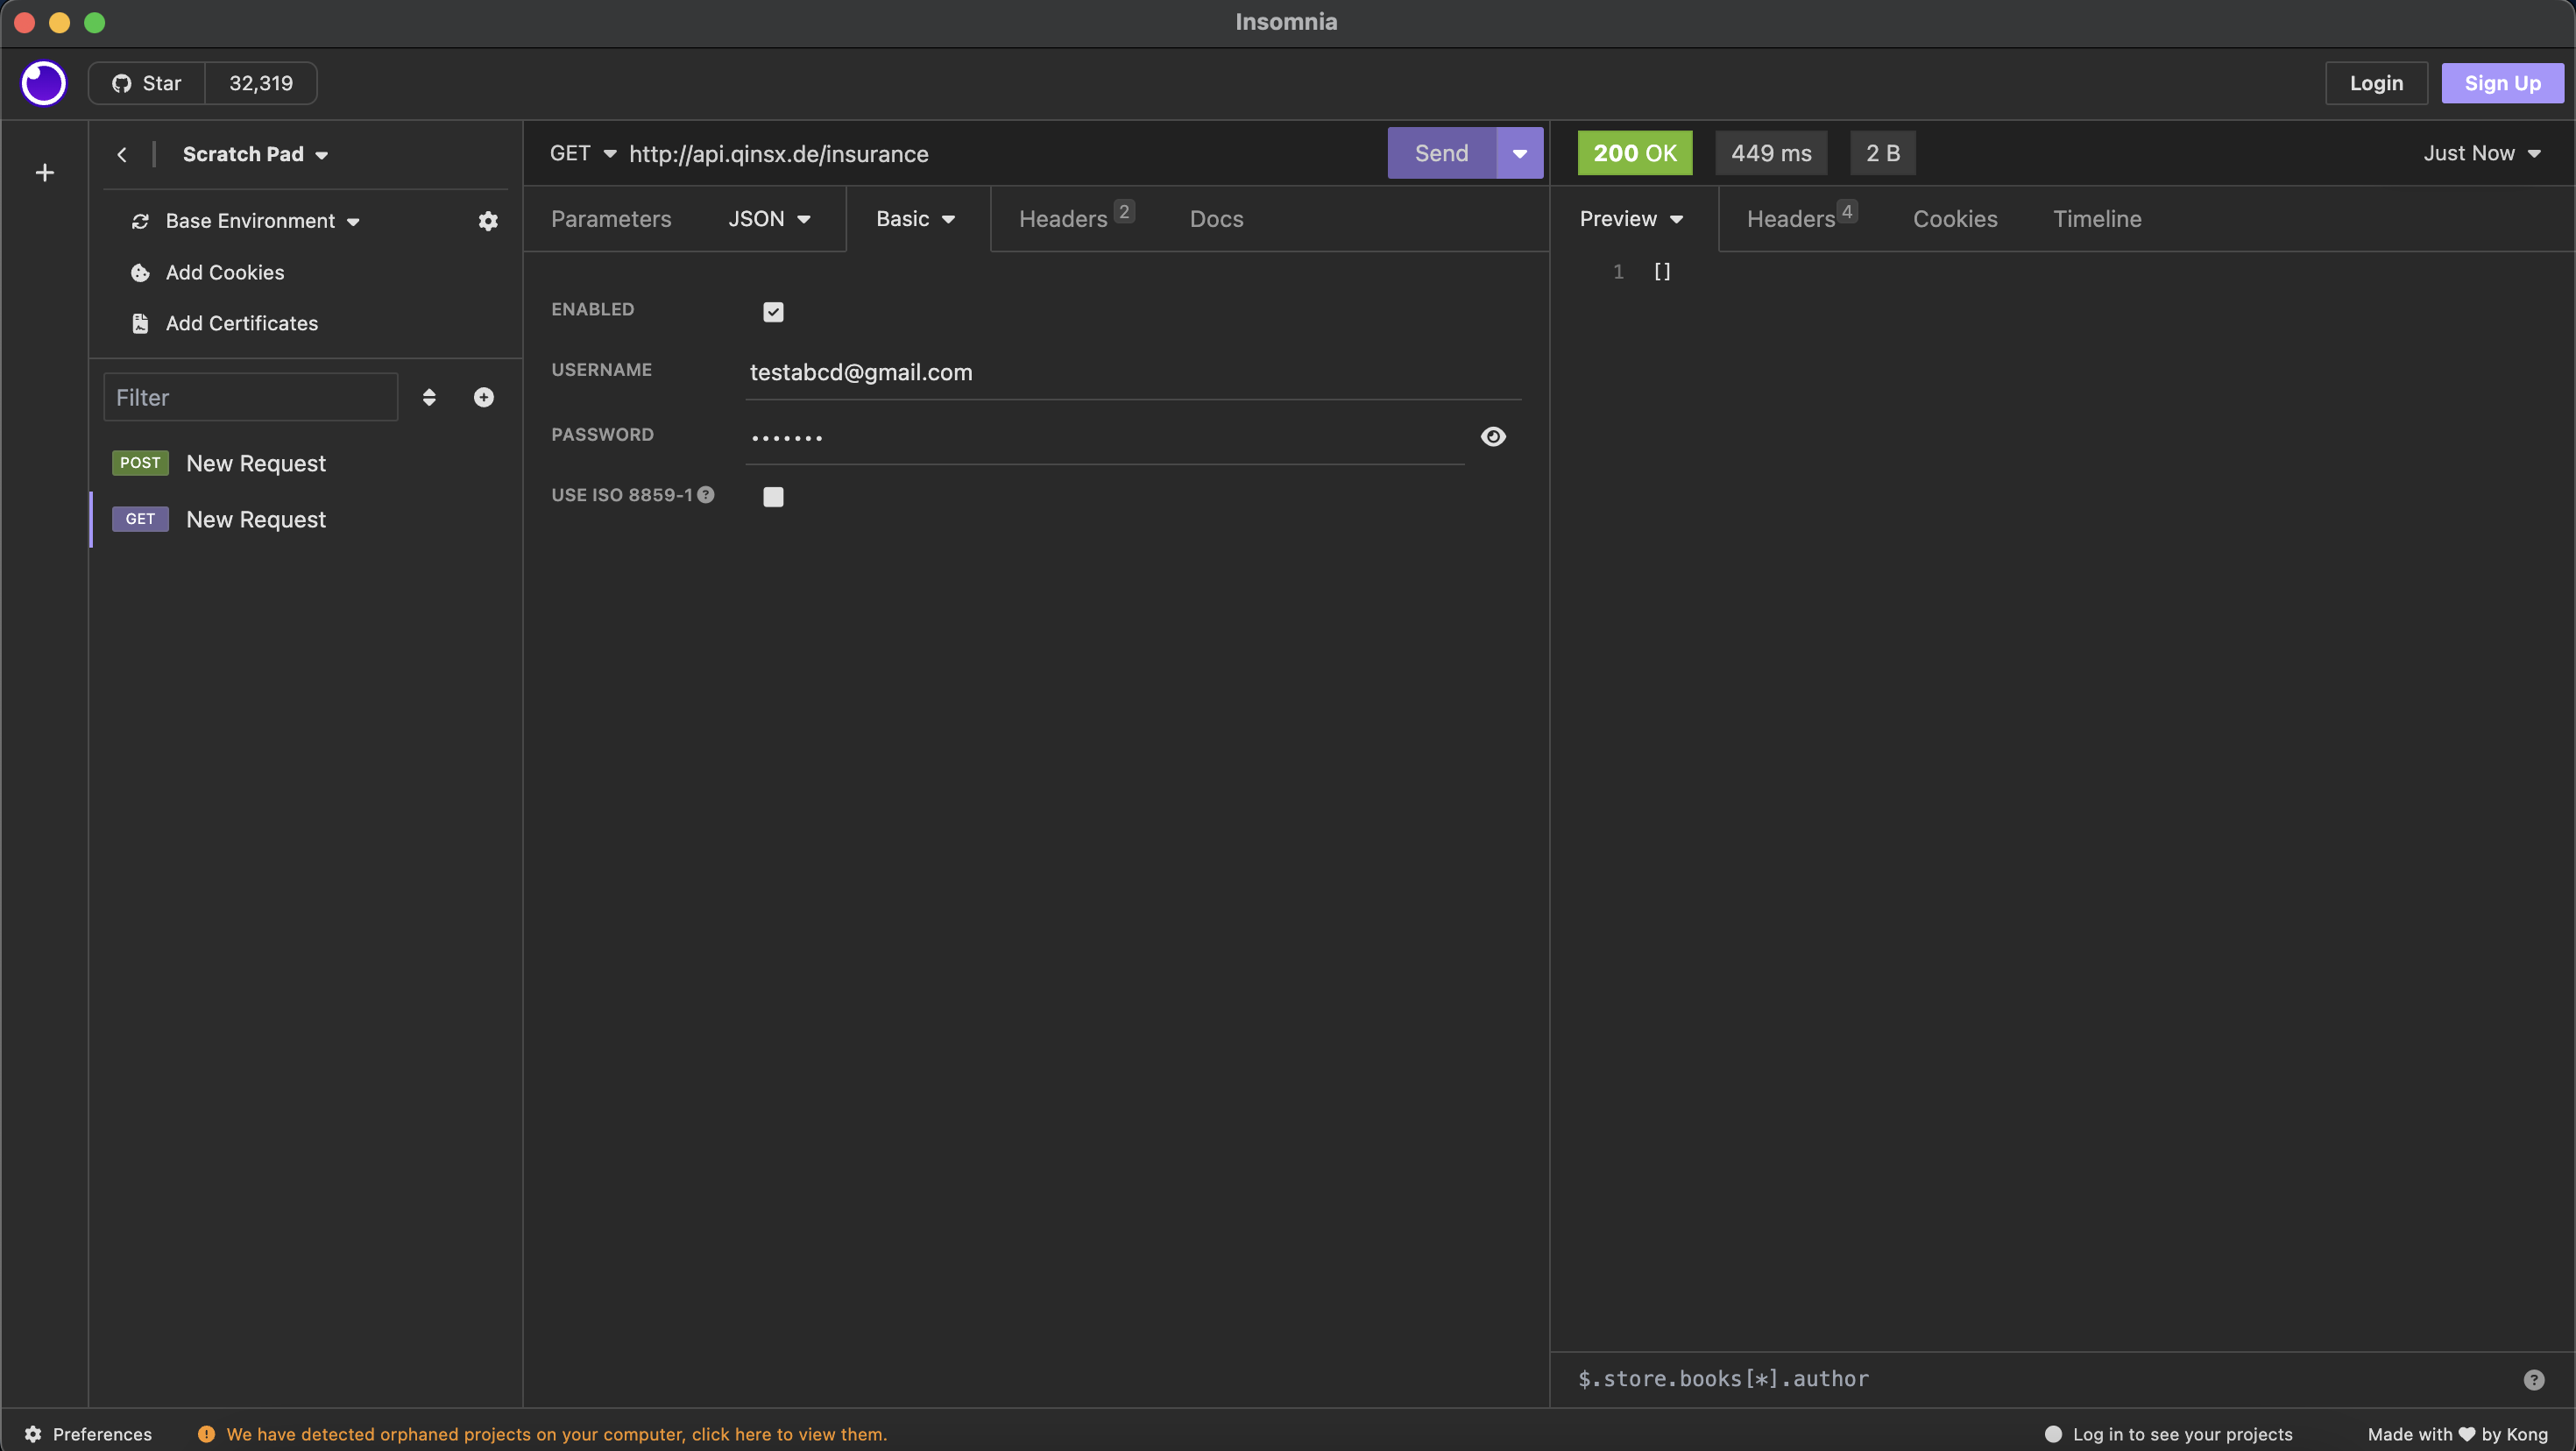 Insomnia
Star 32,319
Login Sign Up
Scratch Pad
Base Environment
Add Cookies
Add Certificates
Filter
POST New Request
GET New Request
GET http://api.qinsx.de/insurance Send
Parameters JSON Basic Headers 2 Docs
ENABLED
USERNAME testabcd@gmail.com
PASSWORD •••••••
USE ISO 8859-1 ?
200 OK 449 ms 2 B Just Now
Preview Headers 4 Cookies Timeline
1 []
$.store.books[*].author ?
Preferences ! We have detected orphaned projects on your computer, click here to view them. Log in to see your projects Made with ♥ by Kong